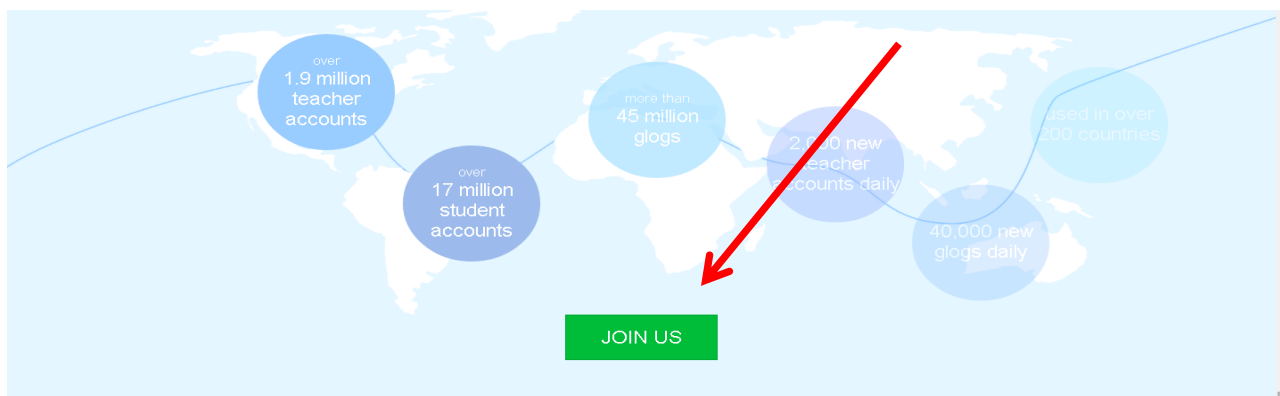 over
1.9 million
teacher
accounts
over
17 million
student
accounts
more than
45 million
glogs
2,000 new
teacher
accounts daily
40,000 new
glogs daily
used in over
200 countries
JOIN US